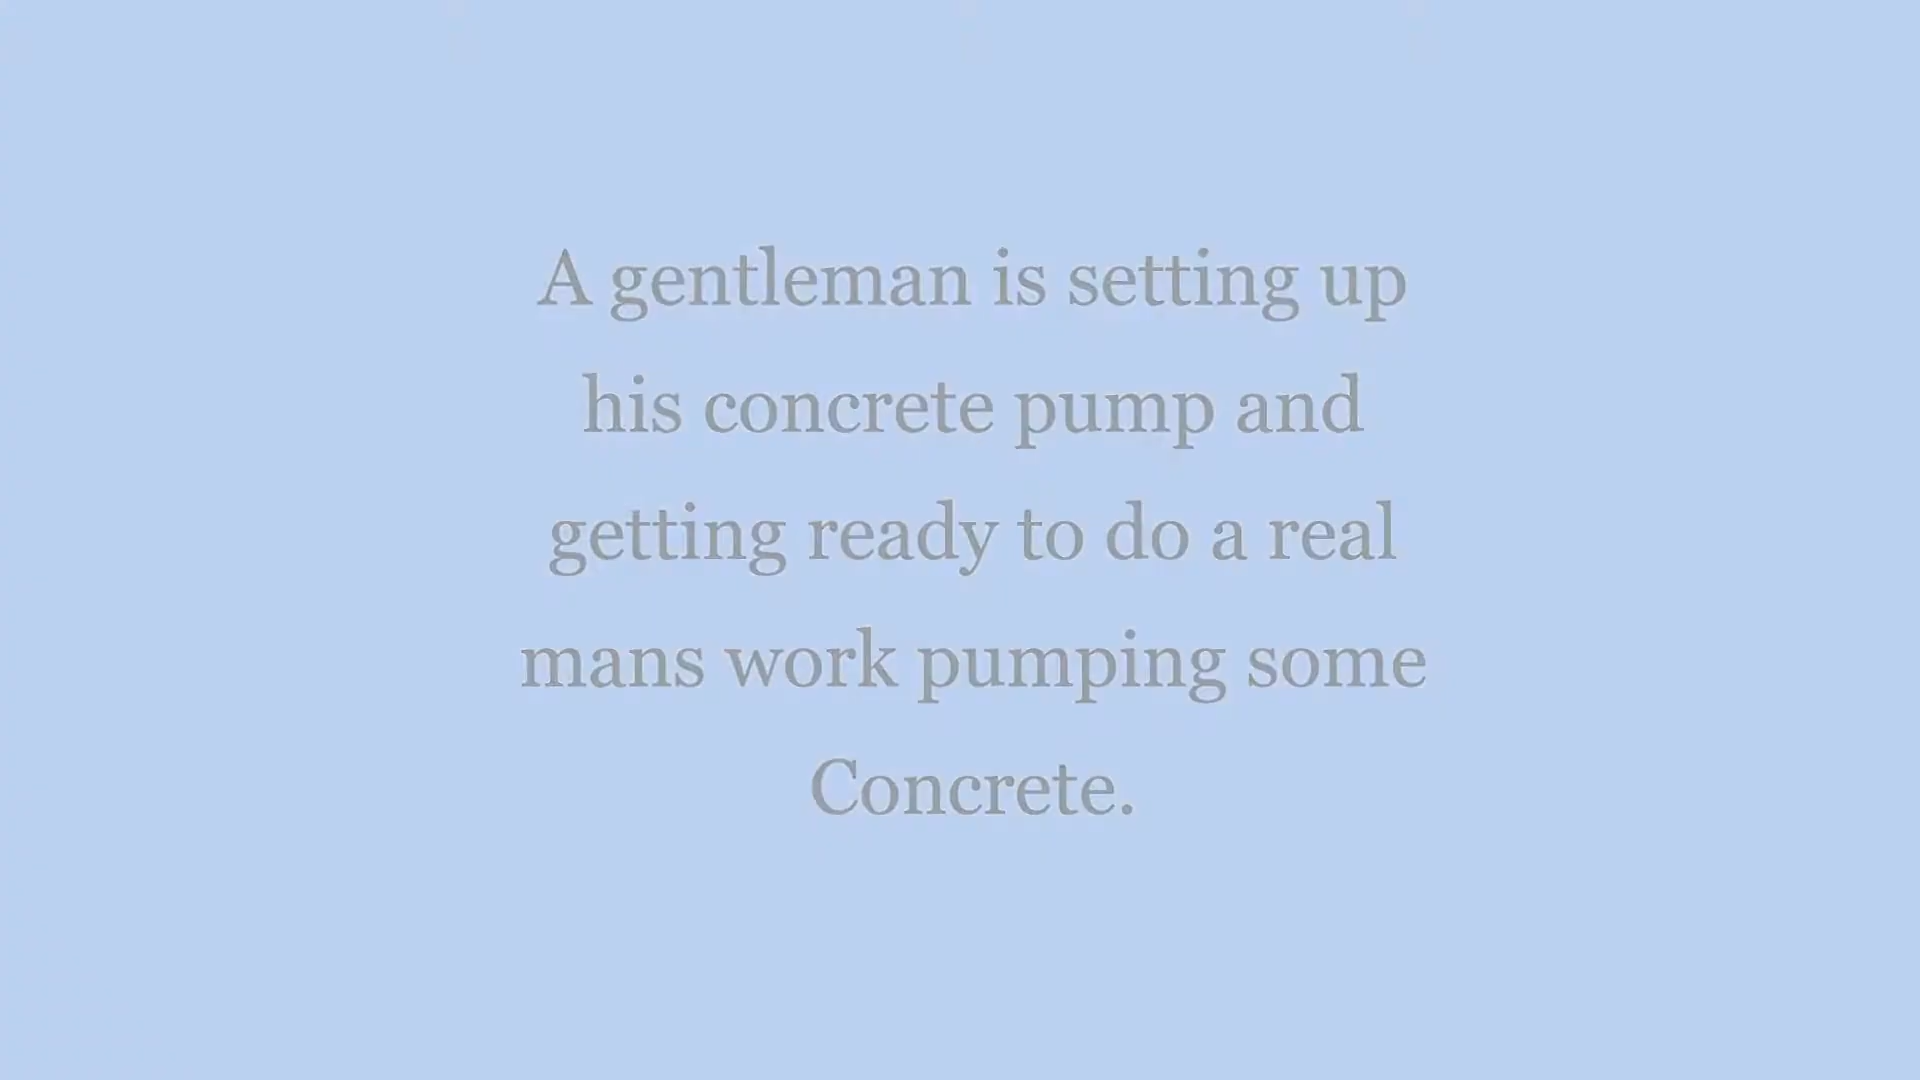 A gentleman is setting up
his concrete pump and
getting ready to do a real
mans work pumping some
Concrete.